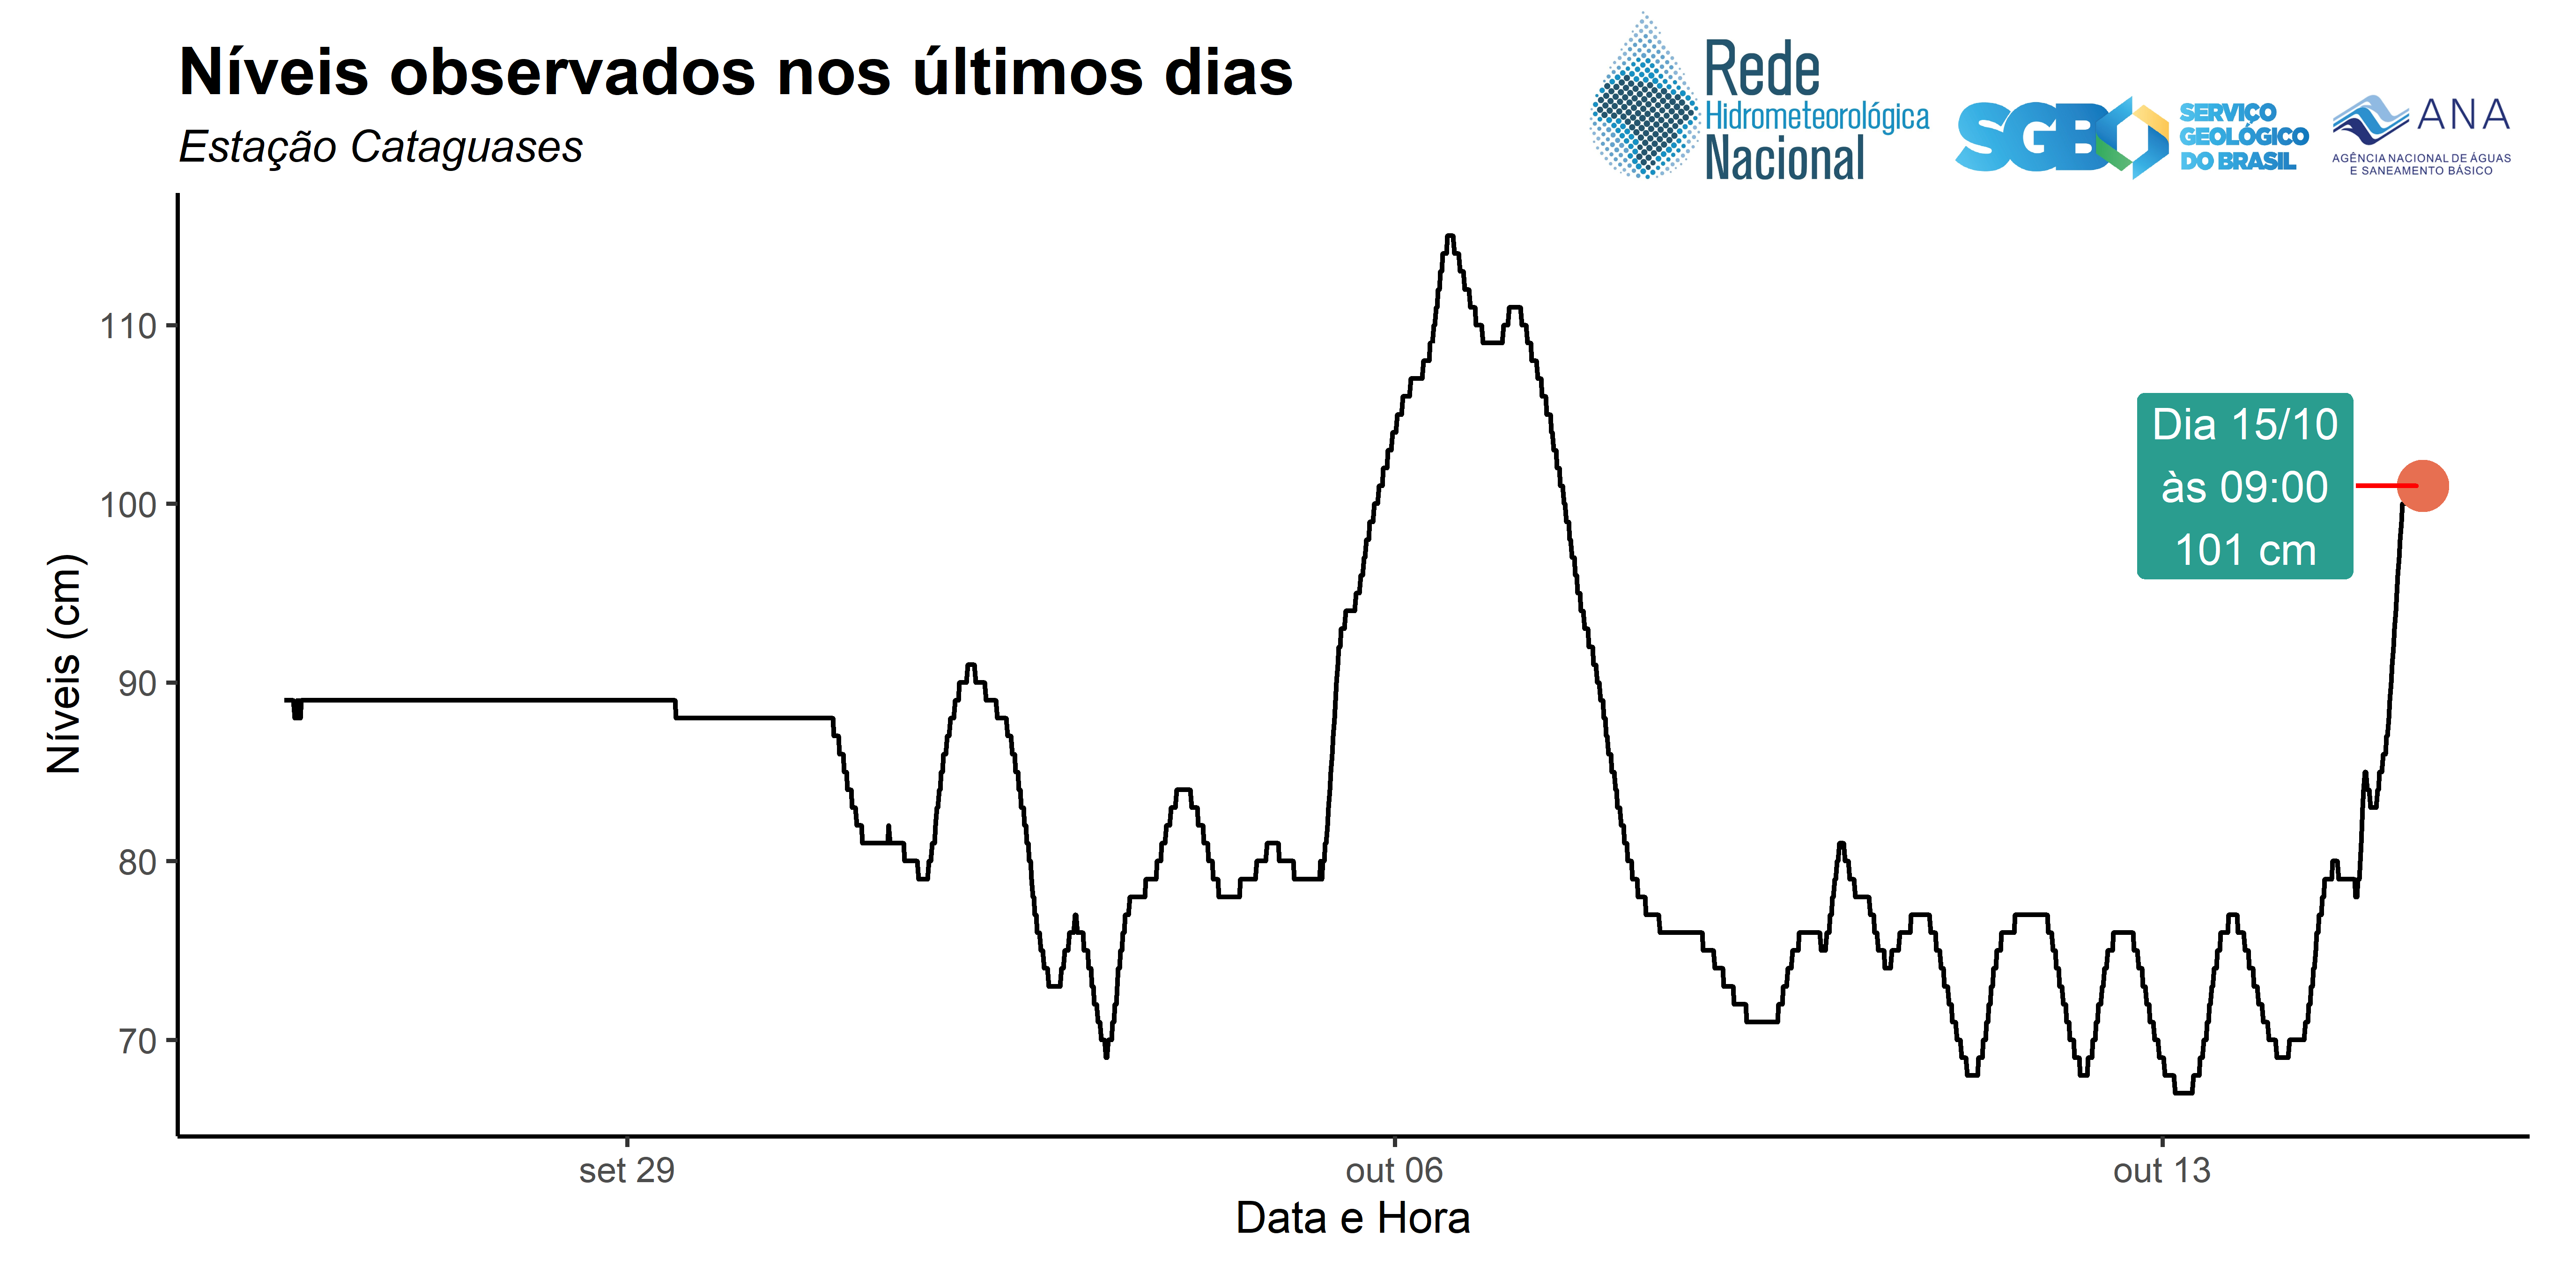 Níveis observados nos últimos dias
Estação Cataguases
Rede
Hidrometeorológica
Nacional
SGB
SERVIÇO
GEOLÓGICO
DO BRASIL
ANA
AGÊNCIA NACIONAL DE ÁGUAS
E SANEAMENTO BÁSICO
Níveis (cm)
110
100
90
80
70
Dia 15/10
às 09:00
101 cm
set 29
out 06
out 13
Data e Hora